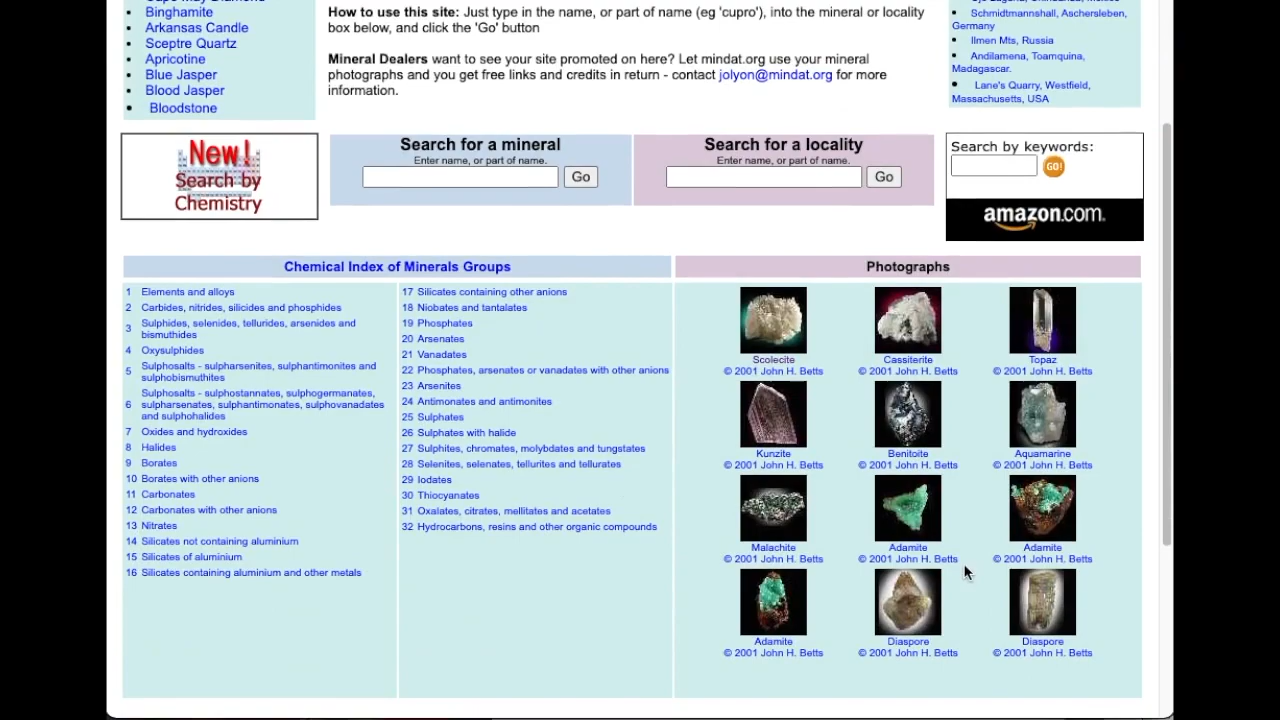 Binghamite
Arkansas Candle
Sceptre Quartz
Apricotine
Blue Jasper
Blood Jasper
Bloodstone
How to use this site: Just type in the name, or part of name (eg 'cupro'), into the mineral or locality
box below, and click the 'Go' button
Mineral Dealers want to see your site promoted on here? Let mindat.org use your mineral
photographs and you get free links and credits in return - contact jolyon@mindat.org for more
information.
Schmidtmannshall, Aschersleben,
Germany
Ilmen Mts, Russia
Andilamena, Toamquina,
Madagascar.
Lane's Quarry, Westfield,
Massachusetts, USA
New!
Search by
Chemistry
Search for a mineral
Enter name, or part of name.
Go
Search for a locality
Enter name, or part of name.
Go
Search by keywords:
GO!
amazon.com.
Chemical Index of Minerals Groups
1 Elements and alloys
2 Carbides, nitrides, silicides and phosphides
3 Sulphides, selenides, tellurides, arsenides and
bismuthides
4 Oxysulphides
5 Sulphosalts - sulpharsenites, sulphantimonites and
sulphobismuthites
6 Sulphosalts - sulphostannates, sulphogermanates,
sulpharsenates, sulphantimonates, sulphovanadates
and sulphohalides
7 Oxides and hydroxides
8 Halides
9 Borates
10 Borates with other anions
11 Carbonates
12 Carbonates with other anions
13 Nitrates
14 Silicates not containing aluminium
15 Silicates of aluminium
16 Silicates containing aluminium and other metals
17 Silicates containing other anions
18 Niobates and tantalates
19 Phosphates
20 Arsenates
21 Vanadates
22 Phosphates, arsenates or vanadates with other anions
23 Arsenites
24 Antimonates and antimonites
25 Sulphates
26 Sulphates with halide
27 Sulphites, chromates, molybdates and tungstates
28 Selenites, selenates, tellurites and tellurates
29 Iodates
30 Thiocyanates
31 Oxalates, citrates, mellitates and acetates
32 Hydrocarbons, resins and other organic compounds
Photographs
Scolecite Cassiterite Topaz
© 2001 John H. Betts © 2001 John H. Betts © 2001 John H. Betts
Kunzite Benitoite Aquamarine
© 2001 John H. Betts © 2001 John H. Betts © 2001 John H. Betts
Malachite Adamite Adamite
© 2001 John H. Betts © 2001 John H. Betts © 2001 John H. Betts
Adamite Diaspore Diaspore
© 2001 John H. Betts © 2001 John H. Betts © 2001 John H. Betts